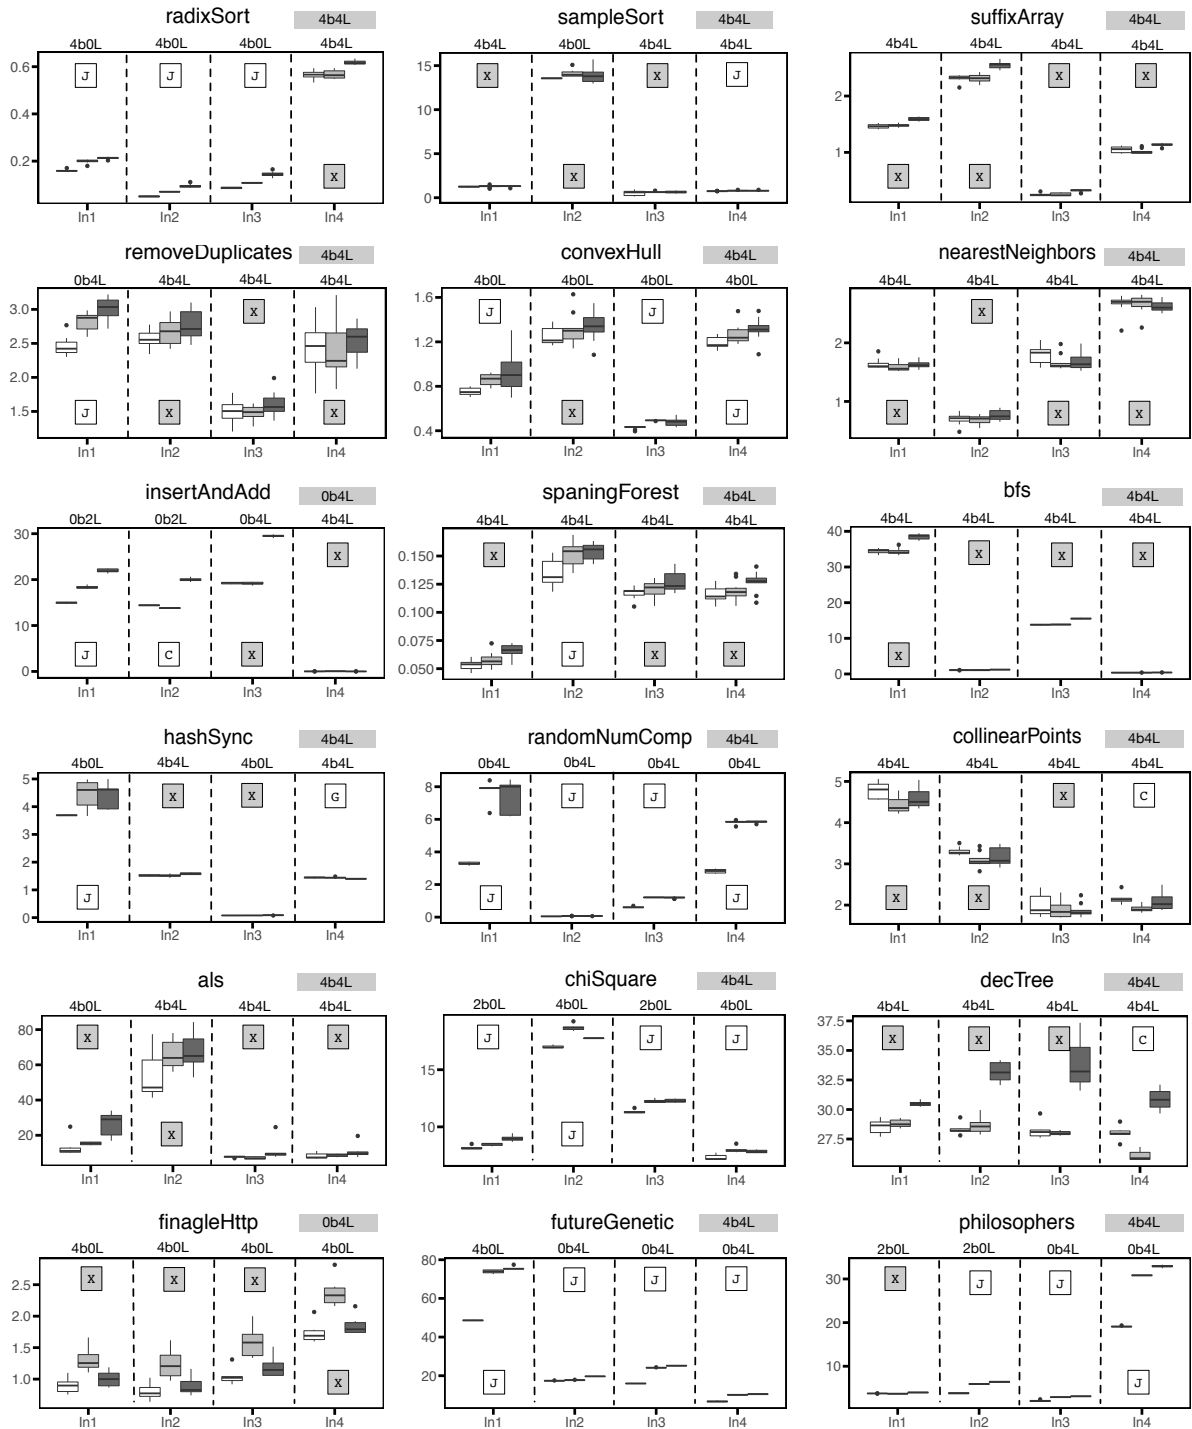 radixSort 4b4L
4b0L 4b0L 4b0L 4b4L
0.6
0.4
0.2
J J J X
In1 In2 In3 In4
sampleSort 4b4L
4b4L 4b0L 4b4L 4b4L
15
10
5
0
X X X J
In1 In2 In3 In4
suffixArray 4b4L
4b4L 4b4L 4b4L 4b4L
2
1
X X X X
In1 In2 In3 In4
removeDuplicates 4b4L
0b4L 4b4L 4b4L 4b4L
3.0
2.5
2.0
1.5
J X X X
In1 In2 In3 In4
convexHull 4b4L
4b0L 4b0L 4b0L 4b0L
1.6
1.2
0.8
0.4
J X J J
In1 In2 In3 In4
nearestNeighbors 4b4L
4b4L 4b4L 4b4L 4b4L
2
1
X X X X
In1 In2 In3 In4
insertAndAdd 0b4L
0b2L 0b2L 0b4L 4b4L
30
20
10
0
J C X X
In1 In2 In3 In4
spaningForest 4b4L
4b4L 4b4L 4b4L 4b4L
0.150
0.125
0.100
0.075
0.050
X J X X
In1 In2 In3 In4
bfs 4b4L
4b4L 4b4L 4b4L 4b4L
40
30
20
10
0
X X X X
In1 In2 In3 In4
hashSync 4b4L
4b0L 4b4L 4b0L 4b4L
5
4
3
2
1
0
J X X G
In1 In2 In3 In4
randomNumComp 4b4L
0b4L 0b4L 0b4L 0b4L
8
6
4
2
0
J J J J
In1 In2 In3 In4
collinearPoints 4b4L
4b4L 4b4L 4b4L 4b4L
5
4
3
2
X X X C
In1 In2 In3 In4
als 4b4L
4b0L 4b4L 4b4L 4b4L
80
60
40
20
X X X X
In1 In2 In3 In4
chiSquare 4b4L
2b0L 4b0L 2b0L 4b0L
15
10
J J J J
In1 In2 In3 In4
decTree 4b4L
4b4L 4b4L 4b4L 4b4L
37.5
35.0
32.5
30.0
27.5
X X X C
In1 In2 In3 In4
finagleHttp 0b4L
4b0L 4b0L 4b0L 4b0L
2.5
2.0
1.5
1.0
X X X X
In1 In2 In3 In4
futureGenetic 4b4L
4b0L 0b4L 0b4L 0b4L
80
60
40
20
J J J J
In1 In2 In3 In4
philosophers 4b4L
2b0L 2b0L 0b4L 0b4L
30
20
10
X J J J
In1 In2 In3 In4